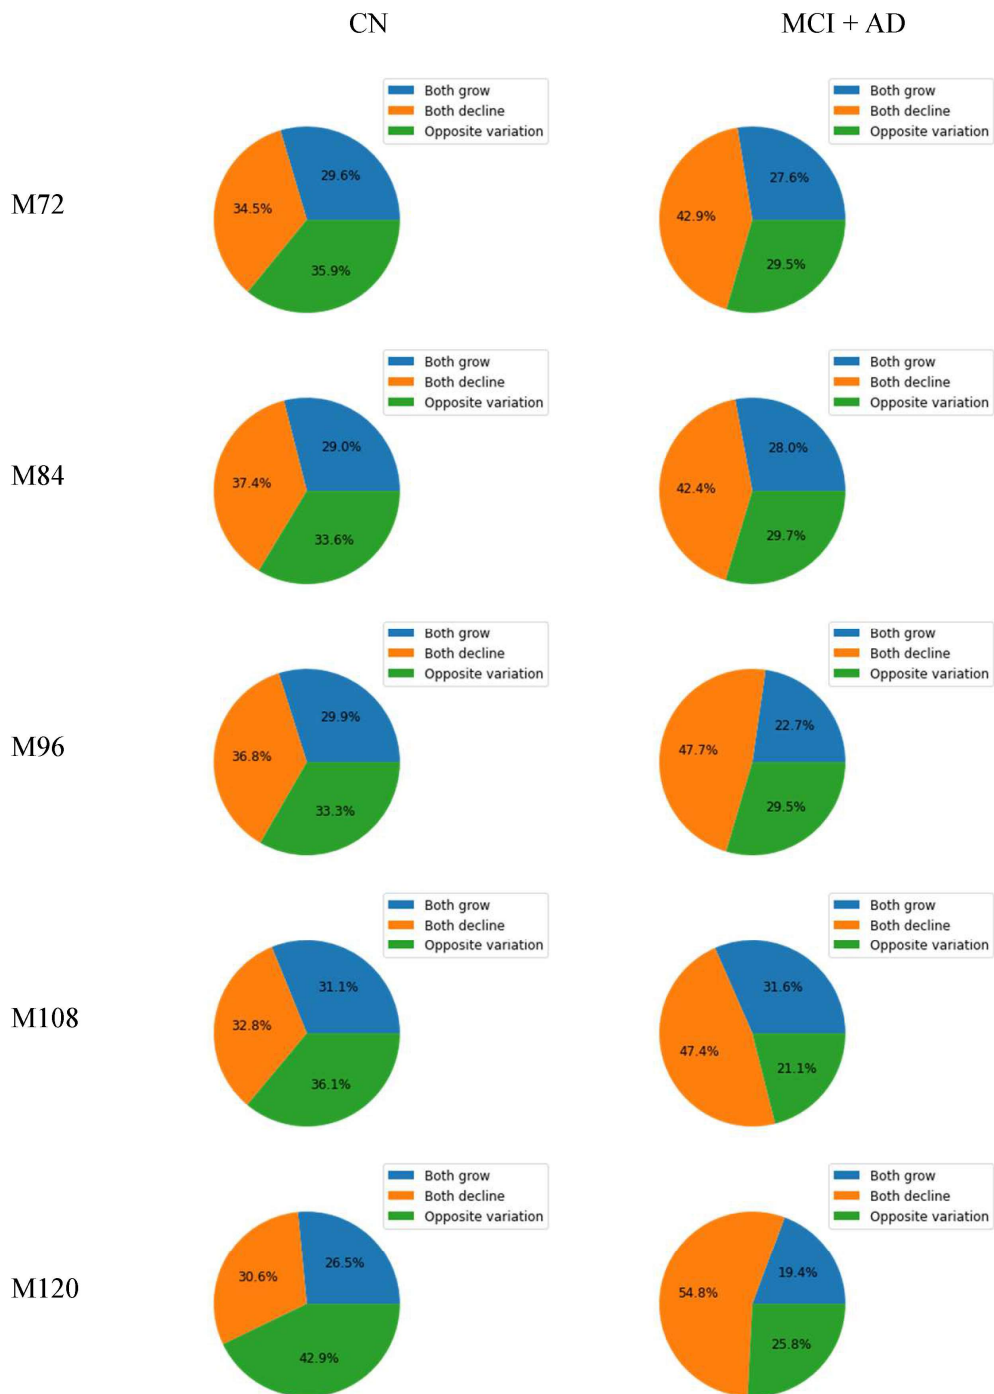 CN
MCI + AD
M72
Both grow
Both decline
Opposite variation
29.6%
34.5%
35.9%
Both grow
Both decline
Opposite variation
27.6%
42.9%
29.5%
M84
Both grow
Both decline
Opposite variation
29.0%
37.4%
33.6%
Both grow
Both decline
Opposite variation
28.0%
42.4%
29.7%
M96
Both grow
Both decline
Opposite variation
29.9%
36.8%
33.3%
Both grow
Both decline
Opposite variation
22.7%
47.7%
29.5%
M108
Both grow
Both decline
Opposite variation
31.1%
32.8%
36.1%
Both grow
Both decline
Opposite variation
31.6%
47.4%
21.1%
M120
Both grow
Both decline
Opposite variation
26.5%
30.6%
42.9%
Both grow
Both decline
Opposite variation
19.4%
54.8%
25.8%